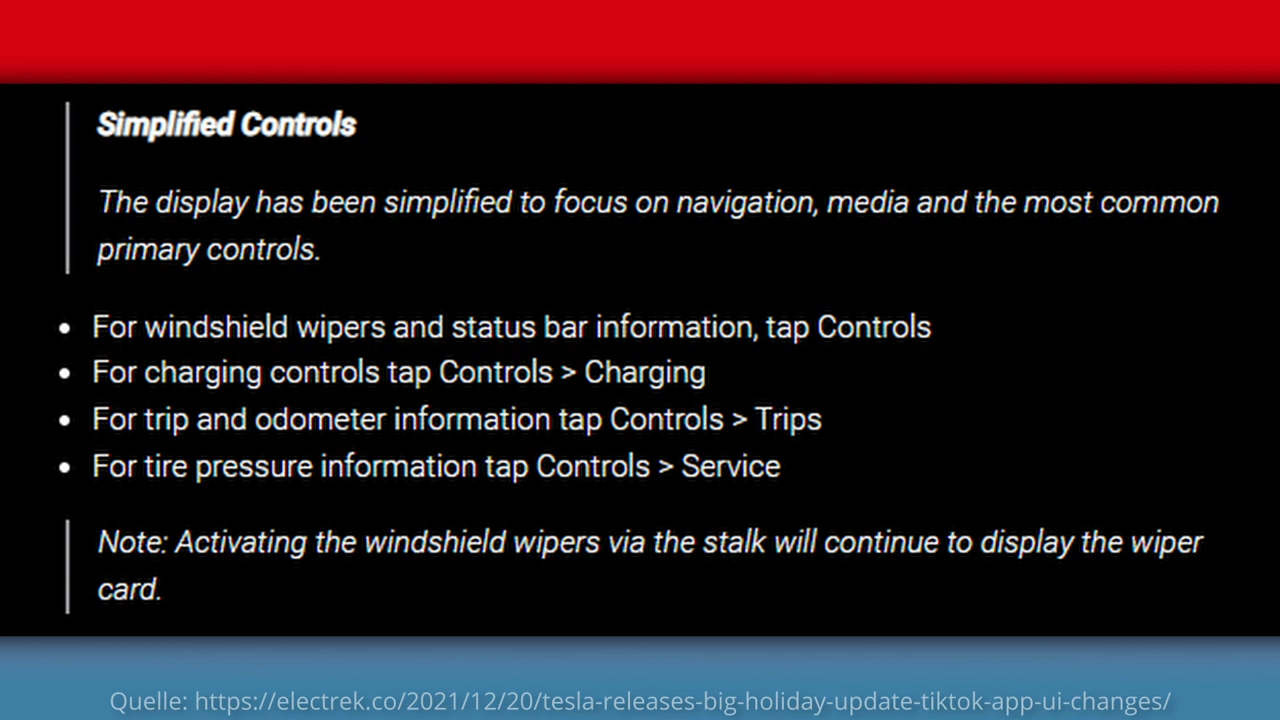 Simplified Controls
The display has been simplified to focus on navigation, media and the most common
primary controls.
• For windshield wipers and status bar information, tap Controls
• For charging controls tap Controls > Charging
• For trip and odometer information tap Controls > Trips
• For tire pressure information tap Controls > Service
Note: Activating the windshield wipers via the stalk will continue to display the wiper
card.
Quelle: https://electrek.co/2021/12/20/tesla-releases-big-holiday-update-tiktok-app-ui-changes/